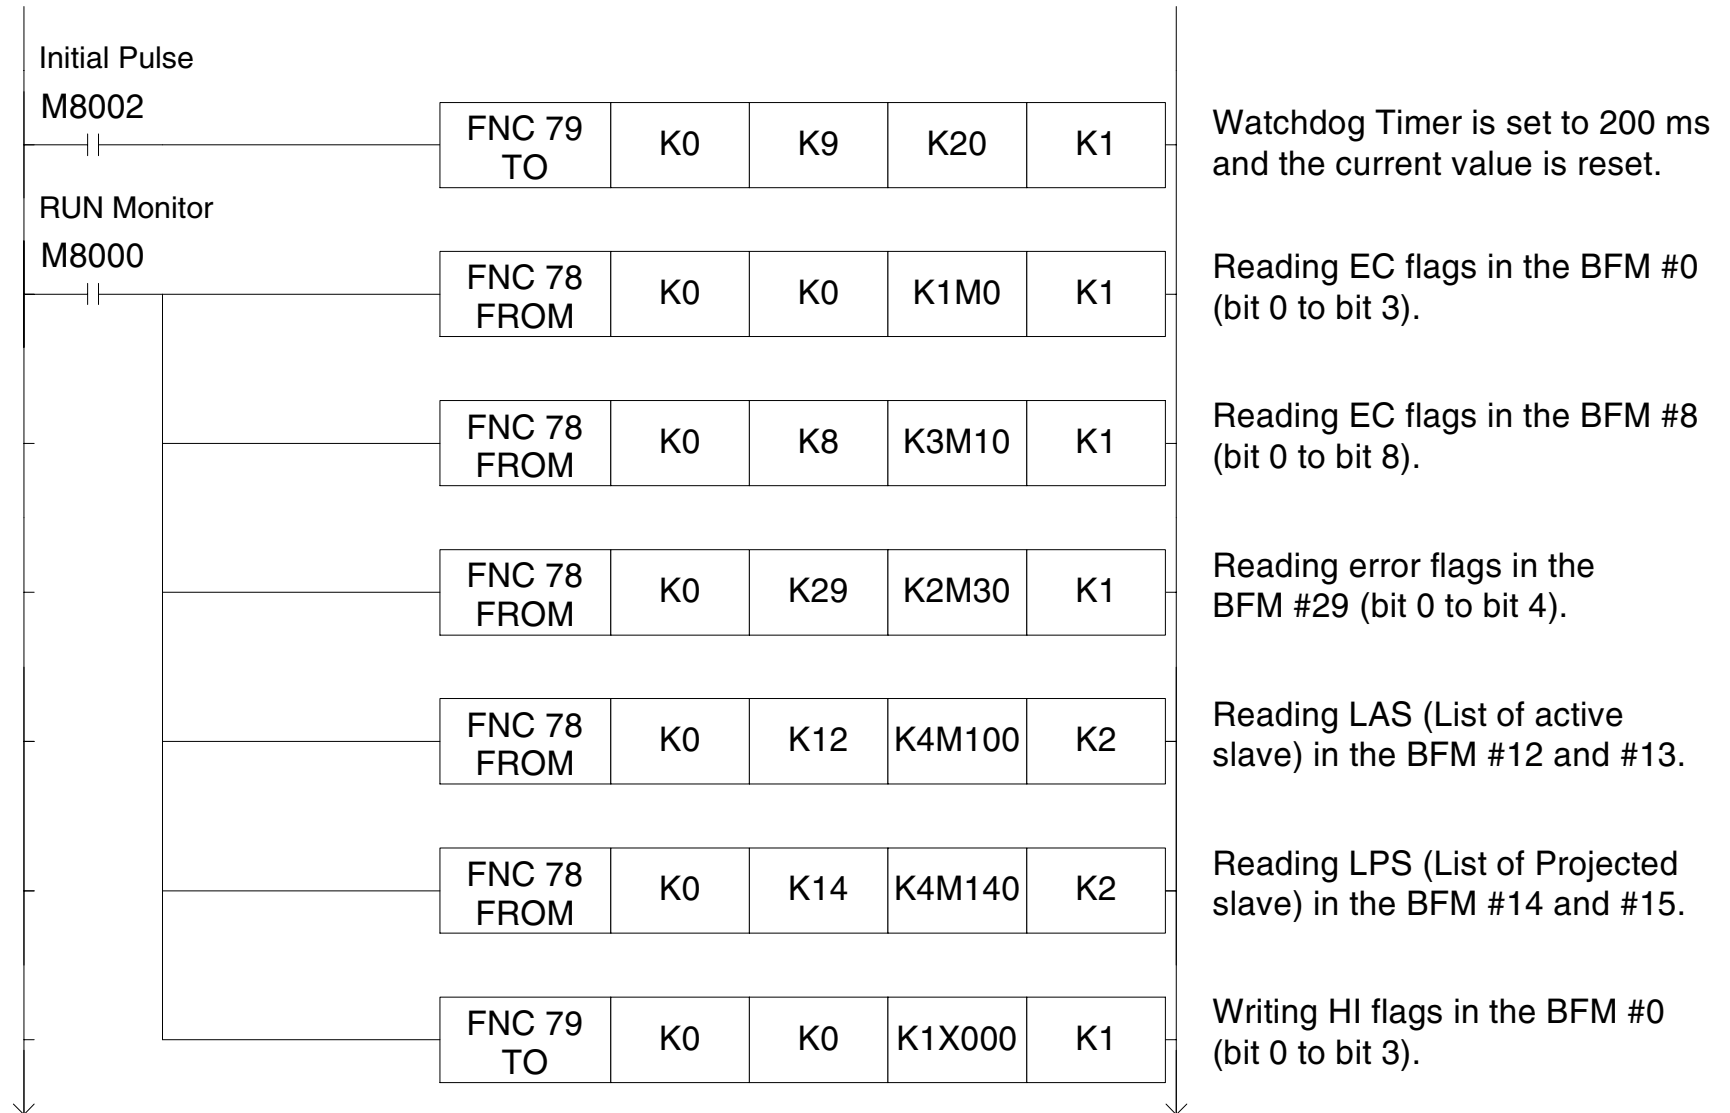 Initial Pulse
M8002
FNC 79
TO
K0
K9
K20
K1
Watchdog Timer is set to 200 ms
and the current value is reset.
RUN Monitor
M8000
FNC 78
FROM
K0
K0
K1M0
K1
Reading EC flags in the BFM #0
(bit 0 to bit 3).
FNC 78
FROM
K0
K8
K3M10
K1
Reading EC flags in the BFM #8
(bit 0 to bit 8).
FNC 78
FROM
K0
K29
K2M30
K1
Reading error flags in the
BFM #29 (bit 0 to bit 4).
FNC 78
FROM
K0
K12
K4M100
K2
Reading LAS (List of active
slave) in the BFM #12 and #13.
FNC 78
FROM
K0
K14
K4M140
K2
Reading LPS (List of Projected
slave) in the BFM #14 and #15.
FNC 79
TO
K0
K0
K1X000
K1
Writing HI flags in the BFM #0
(bit 0 to bit 3).